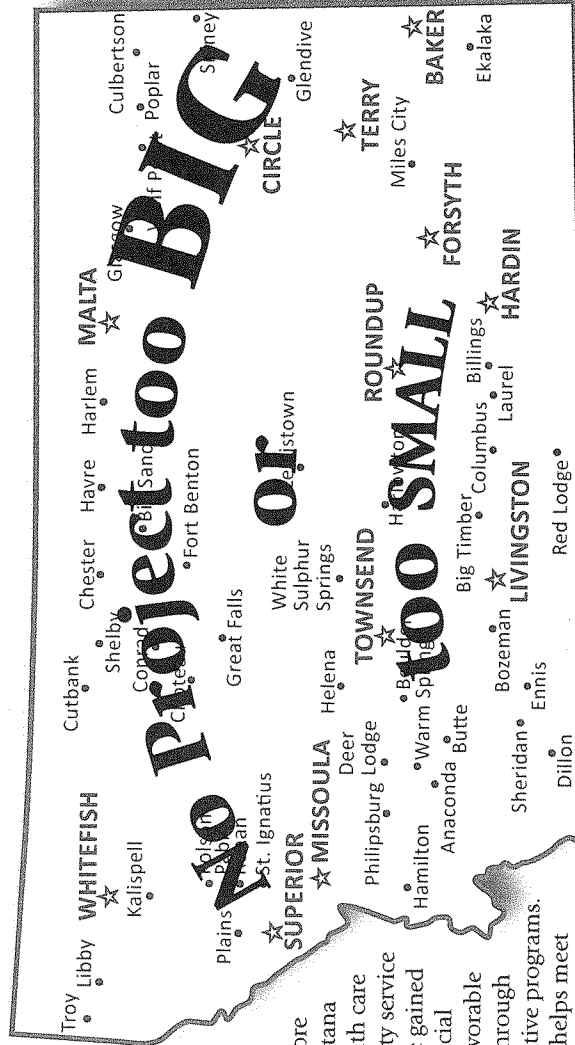 No Project too BIG
or
too SMALL
Troy
Libby
WHITEFISH
Kalispell
Cutbank
Shelby
Chester
Havre
Harlem
MALTA
Culbertson
Poplar
Glendive
CIRCLE
Fort Benton
Great Falls
Plains
St. Ignatius
SUPERIOR
MISSOULA
Helena
White
Sulphur
Springs
TERRY
Miles City
BAKER
Ekalaka
FORSYTH
ROUNDUP
TOWNSEND
Deer
Lodge
Philipsburg
Warm
Hamilton
Anaconda
Butte
Big Timber
Columbus
Billings
Laurel
HARDIN
Bozeman
LIVINGSTON
Red Lodge
Ennis
Sheridan
Dillon
ore
tana
th care
ty service
gained
cial
vorable
hrough
tive programs.
helps meet